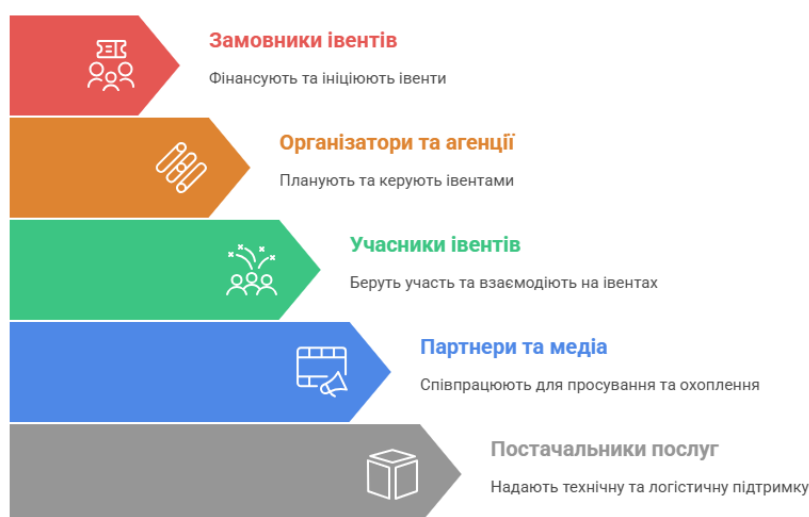 Замовники івентів
Фінансують та ініціюють івенти
Організатори та агенції
Планують та керують івентами
Учасники івентів
Беруть участь та взаємодіють на івентах
Партнери та медіа
Співпрацюють для просування та охоплення
Постачальники послуг
Надають технічну та логістичну підтримку